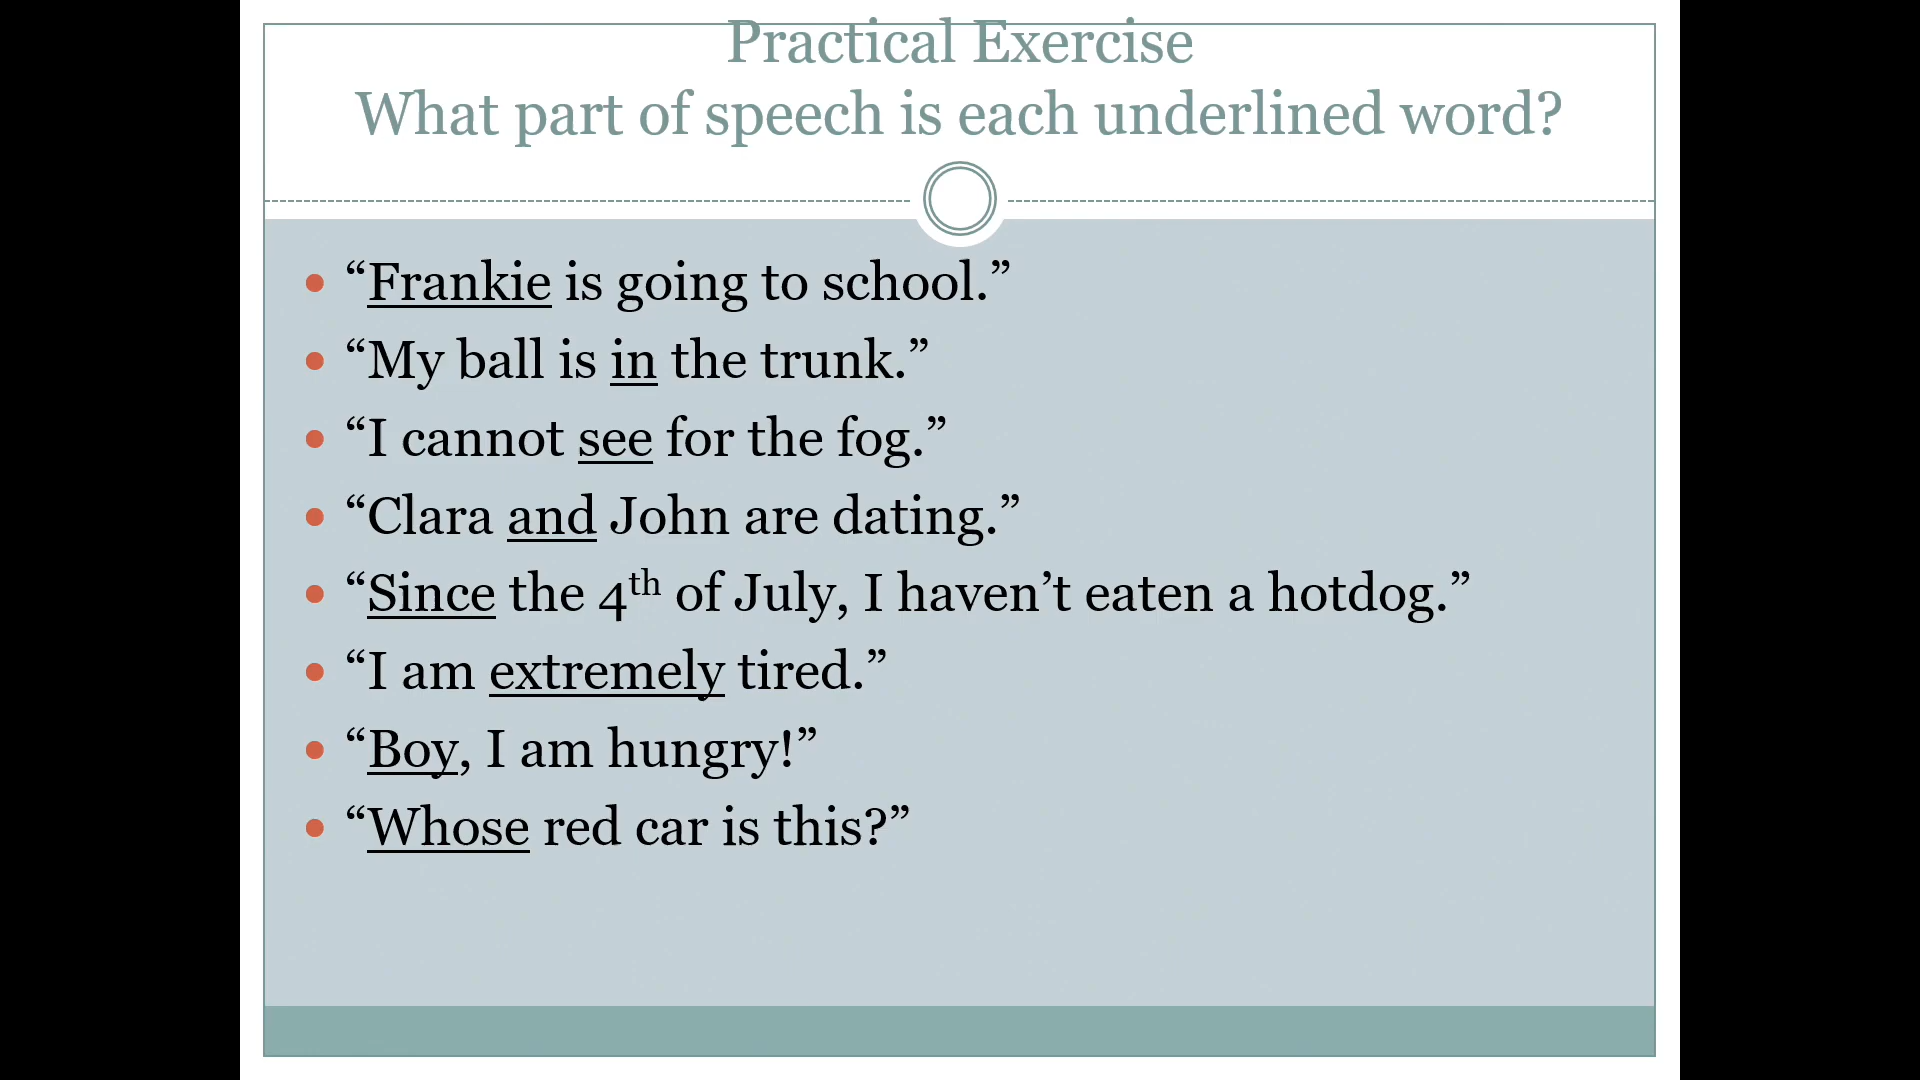 Practical Exercise
What part of speech is each underlined word?
• “Frankie is going to school.”
• “My ball is in the trunk.”
• “I cannot see for the fog.”
• “Clara and John are dating.”
• “Since the 4th of July, I haven’t eaten a hotdog.”
• “I am extremely tired.”
• “Boy, I am hungry!”
• “Whose red car is this?”